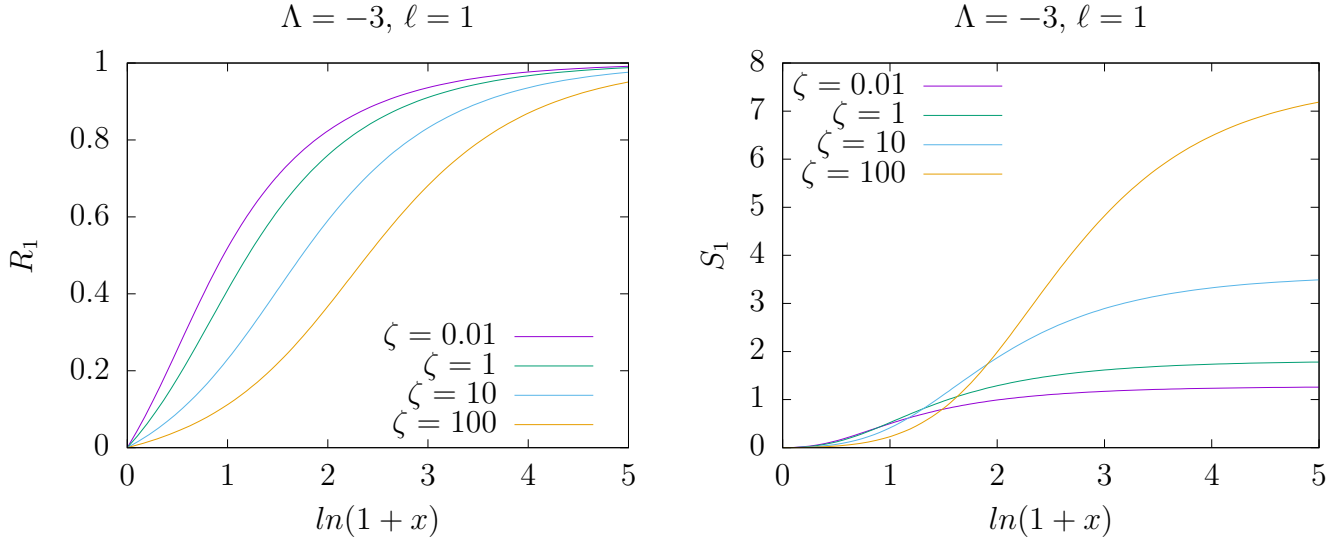 Λ = −3, ℓ = 1
1
0.8
0.6
0.4
0.2
0
R₁
ζ = 0.01
ζ = 1
ζ = 10
ζ = 100
0 1 2 3 4 5
ln(1 + x)
Λ = −3, ℓ = 1
8
7
6
5
4
3
2
1
0
S₁
ζ = 0.01
ζ = 1
ζ = 10
ζ = 100
0 1 2 3 4 5
ln(1 + x)